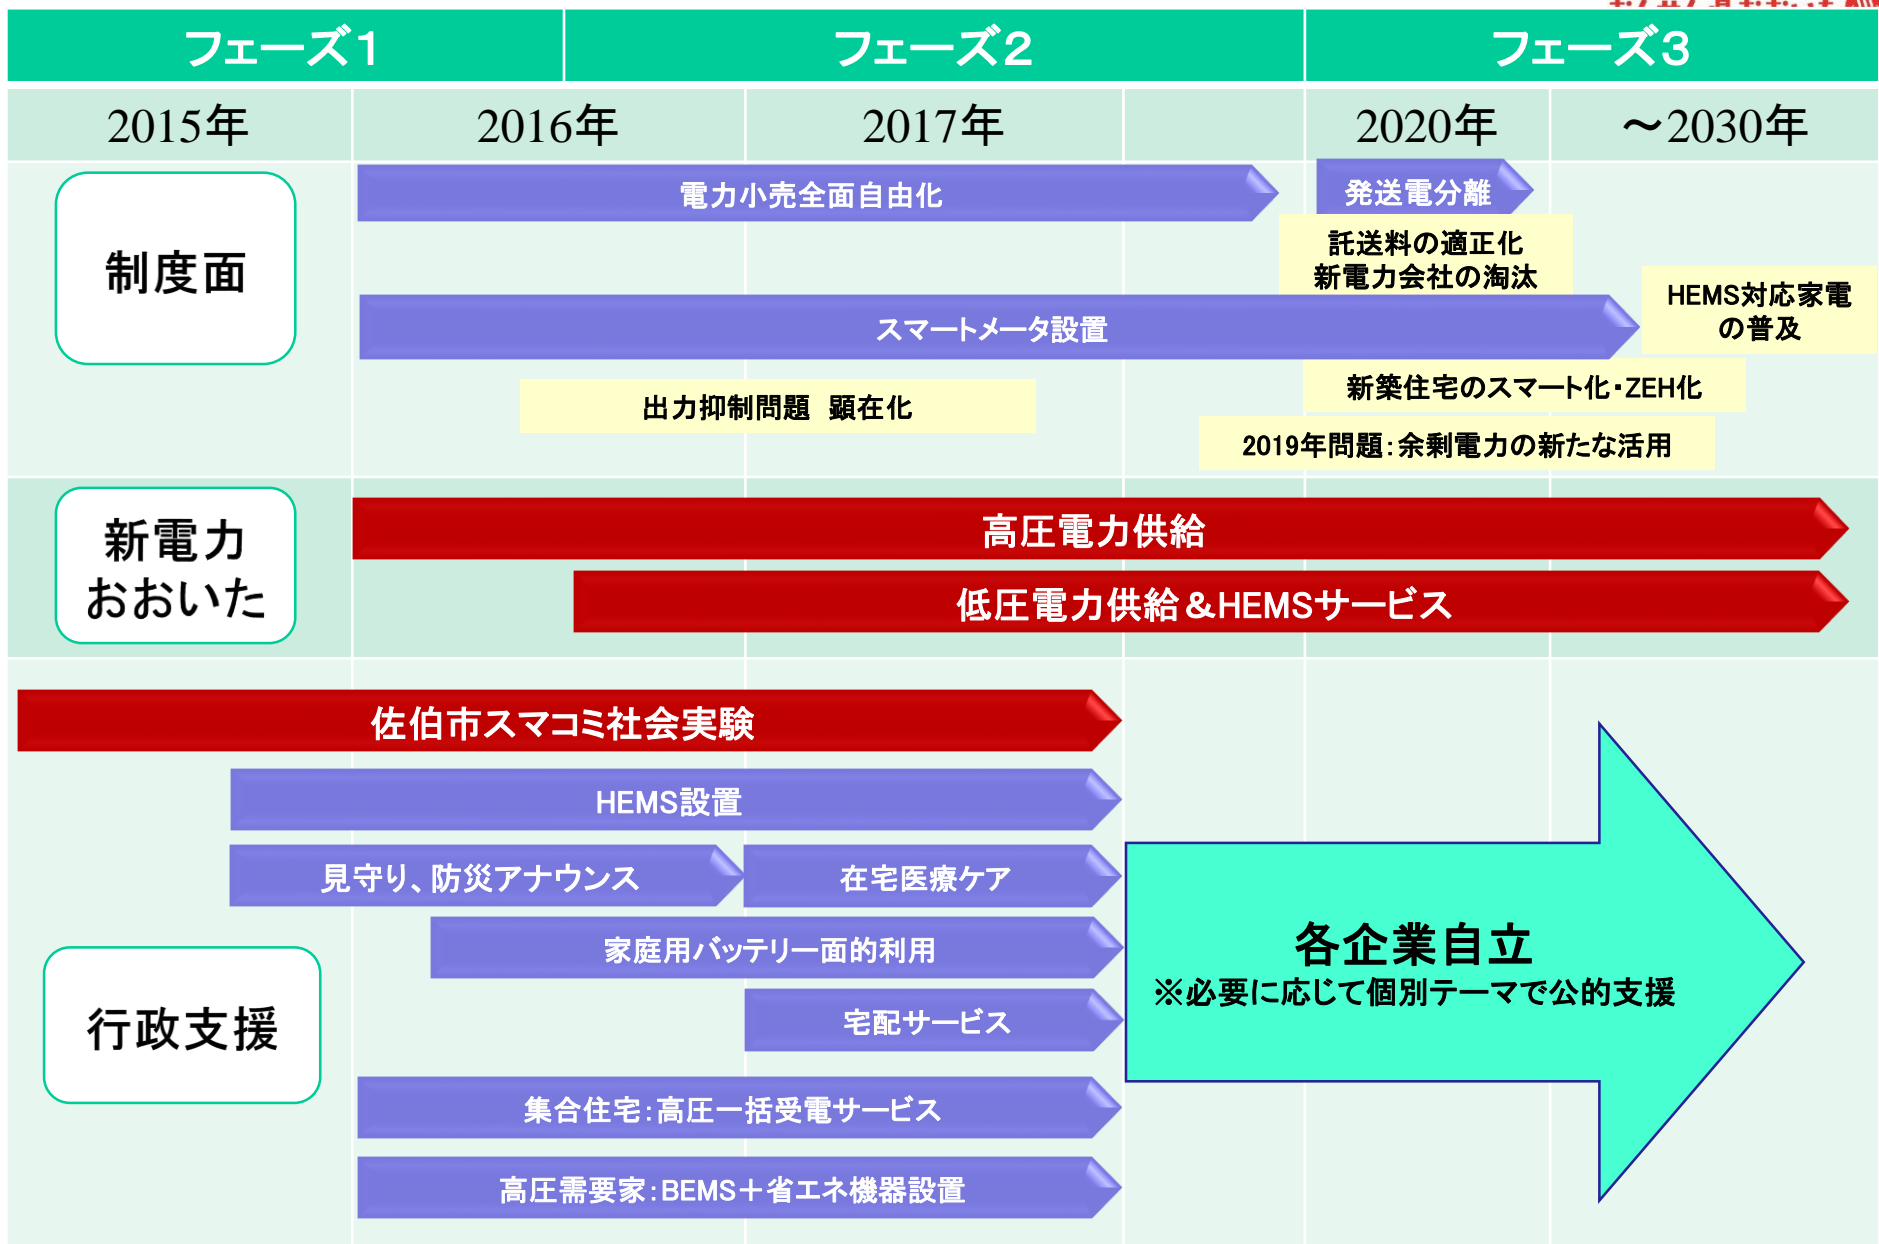 フェーズ1
フェーズ2
フェーズ3
2015年
2016年
2017年
2020年
～2030年
制度面
電力小売全面自由化
発送電分離
託送料の適正化
新電力会社の淘汰
スマートメータ設置
HEMS対応家電
の普及
新築住宅のスマート化・ZEH化
出力抑制問題 顕在化
2019年問題：余剰電力の新たな活用
新電力
おおいた
高圧電力供給
低圧電力供給＆HEMSサービス
行政支援
佐伯市スマコミ社会実験
HEMS設置
見守り、防災アナウンス
在宅医療ケア
家庭用バッテリー面的利用
宅配サービス
集合住宅：高圧一括受電サービス
高圧需要家：BEMS＋省エネ機器設置
各企業自立
※必要に応じて個別テーマで公的支援